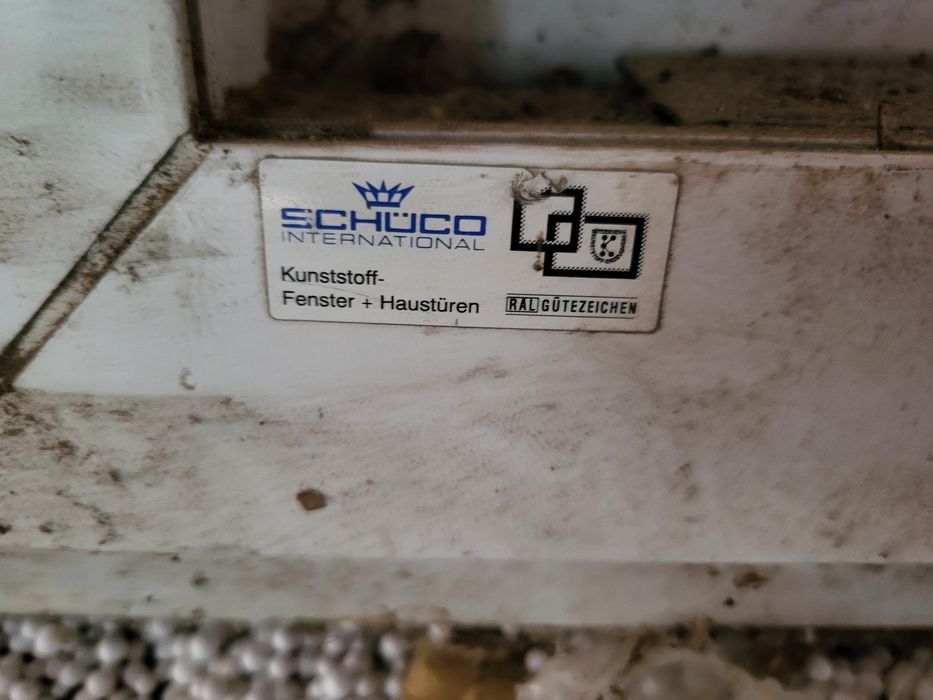 SCHÜCO
INTERNATIONAL
Kunststoff-
Fenster + Haustüren
RAL GÜTEZEICHEN